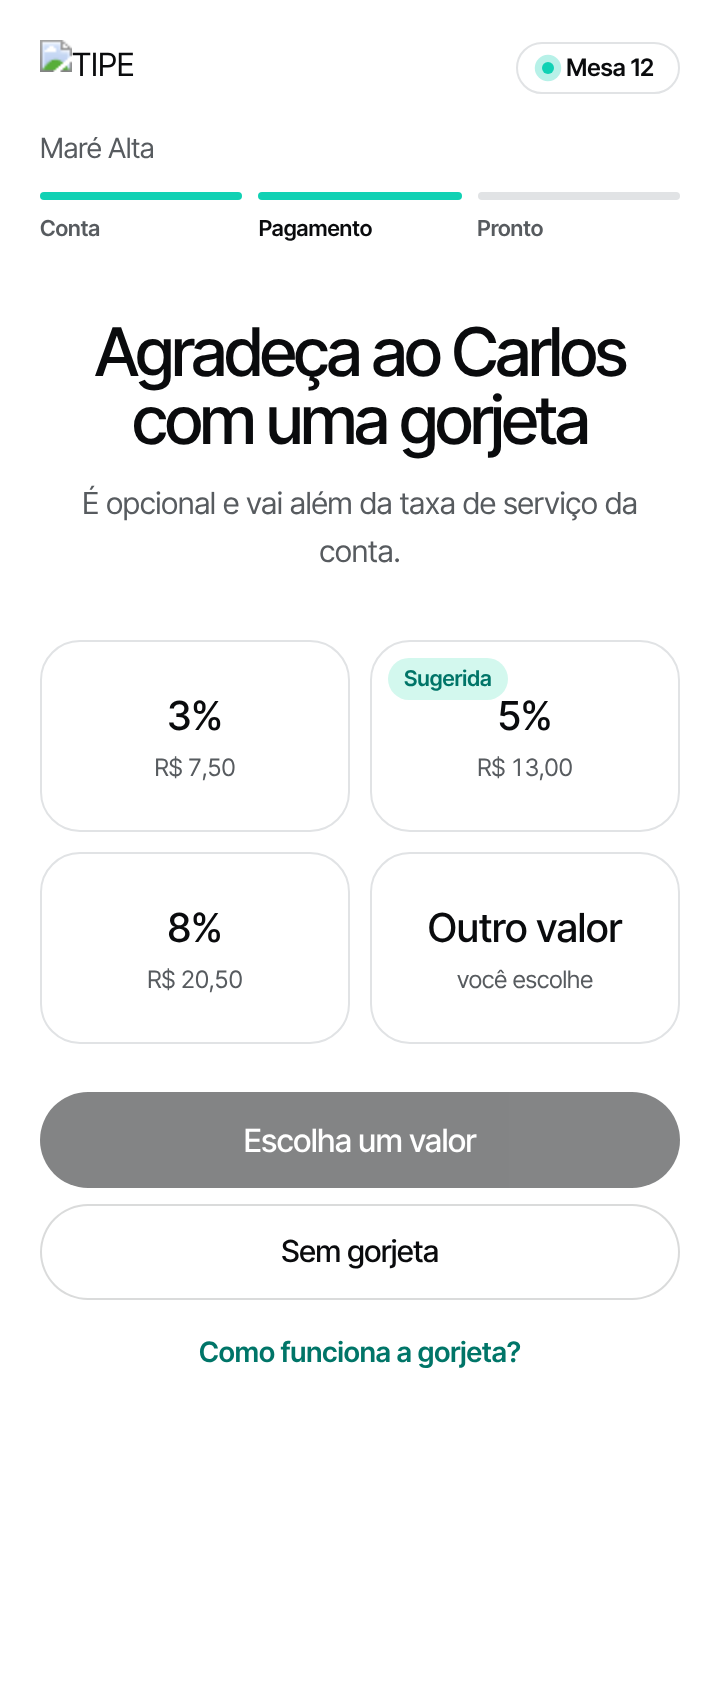 TIPE
Mesa 12
Maré Alta
Conta
Pagamento
Pronto
Agradeça ao Carlos
com uma gorjeta
É opcional e vai além da taxa de serviço da
conta.
3%
R$ 7,50
Sugerida
5%
R$ 13,00
8%
R$ 20,50
Outro valor
você escolhe
Escolha um valor
Sem gorjeta
Como funciona a gorjeta?